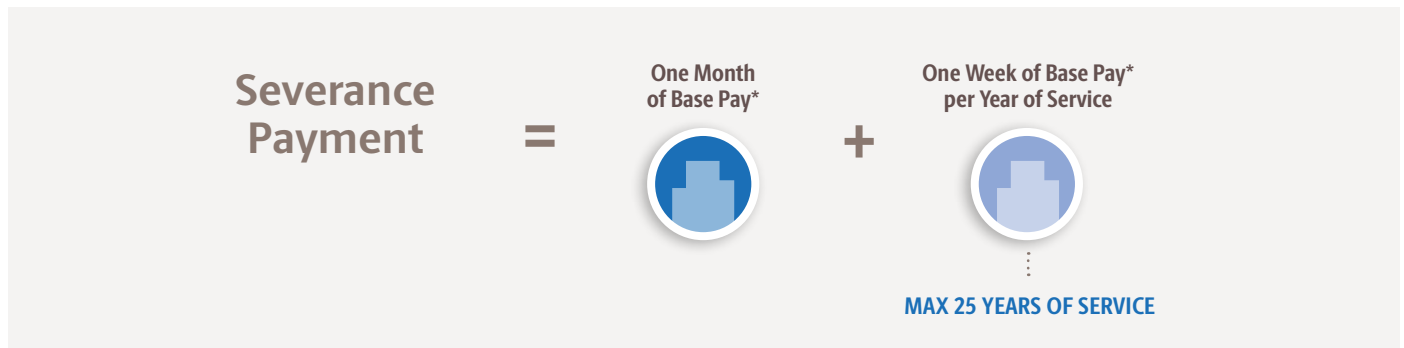 Severance
Payment
=
One Month
of Base Pay*
+
One Week of Base Pay*
per Year of Service
MAX 25 YEARS OF SERVICE